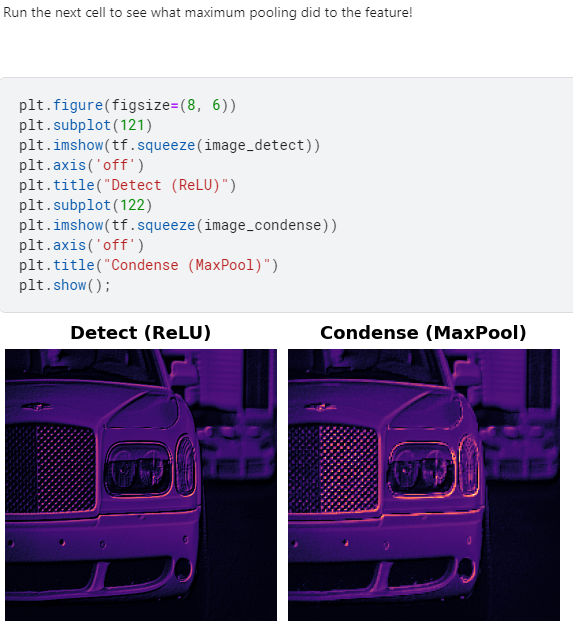 Run the next cell to see what maximum pooling did to the feature!
plt.figure(figsize=(8, 6))
plt.subplot(121)
plt.imshow(tf.squeeze(image_detect))
plt.axis('off')
plt.title("Detect (ReLU)")
plt.subplot(122)
plt.imshow(tf.squeeze(image_condense))
plt.axis('off')
plt.title("Condense (MaxPool)")
plt.show();
Detect (ReLU)
Condense (MaxPool)